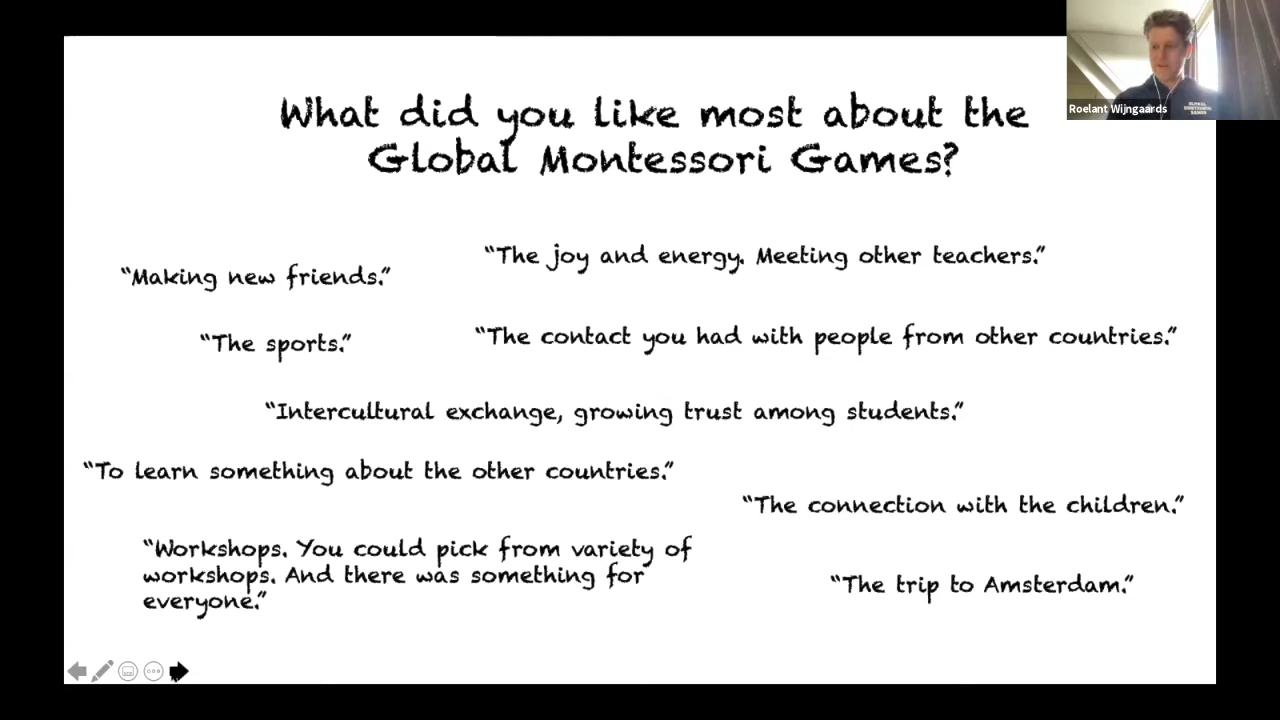 What did you like most about the
Global Montessori Games?
Roelant Wijngaards
GLOBAL
MONTESSORI
GAMES
“Making new friends.”
“The joy and energy. Meeting other teachers.”
“The sports.”
“The contact you had with people from other countries.”
“Intercultural exchange, growing trust among students.”
“To learn something about the other countries.”
“The connection with the children.”
“Workshops. You could pick from variety of
workshops. And there was something for
everyone.”
“The trip to Amsterdam.”